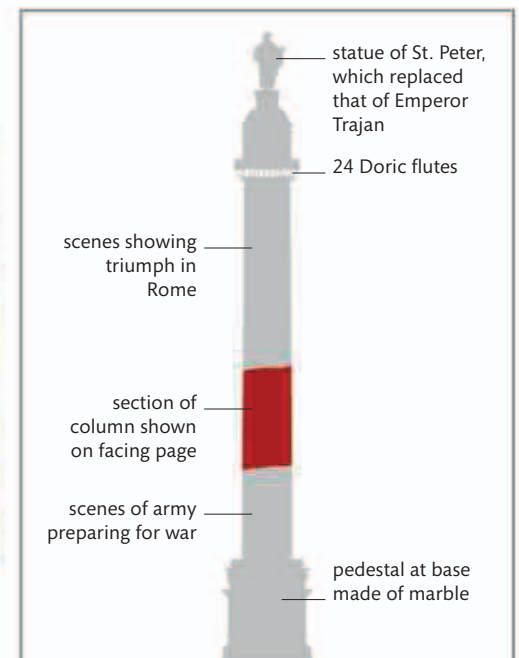 statue of St. Peter,
which replaced
that of Emperor
Trajan
24 Doric flutes
scenes showing
triumph in
Rome
section of
column shown
on facing page
scenes of army
preparing for war
pedestal at base
made of marble